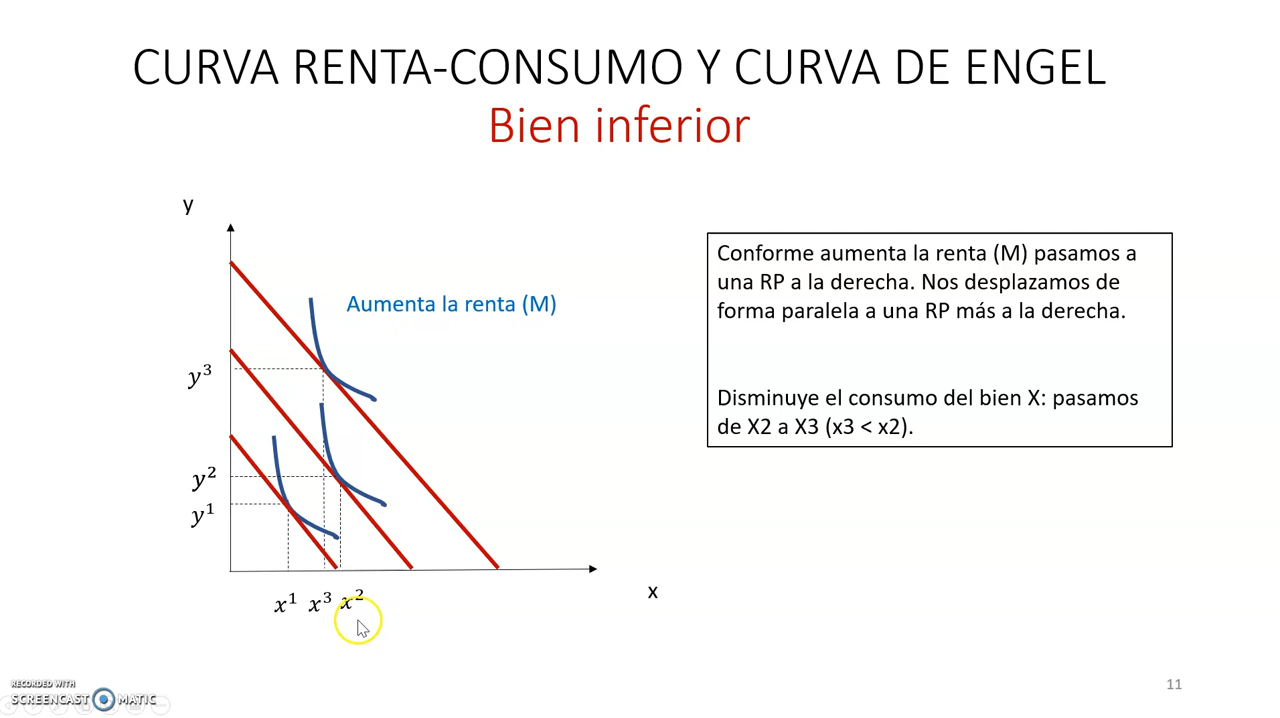 CURVA RENTA-CONSUMO Y CURVA DE ENGEL
Bien inferior
y
Aumenta la renta (M)
y³
y²
y¹
x¹ x³ x²
x
Conforme aumenta la renta (M) pasamos a
una RP a la derecha. Nos desplazamos de
forma paralela a una RP más a la derecha.
Disminuye el consumo del bien X: pasamos
de X2 a X3 (x3 < x2).
RECORDED WITH
SCREENCAST MATIC
11